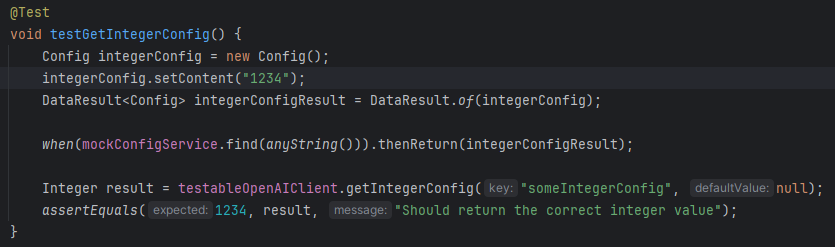 @Test
void testGetIntegerConfig() {
    Config integerConfig = new Config();
    integerConfig.setContent("1234");
    DataResult<Config> integerConfigResult = DataResult.of(integerConfig);

    when(mockConfigService.find(anyString())).thenReturn(integerConfigResult);

    Integer result = testableOpenAIClient.getIntegerConfig( key: "someIntegerConfig", defaultValue: null);
    assertEquals( expected: 1234, result, message: "Should return the correct integer value");
}